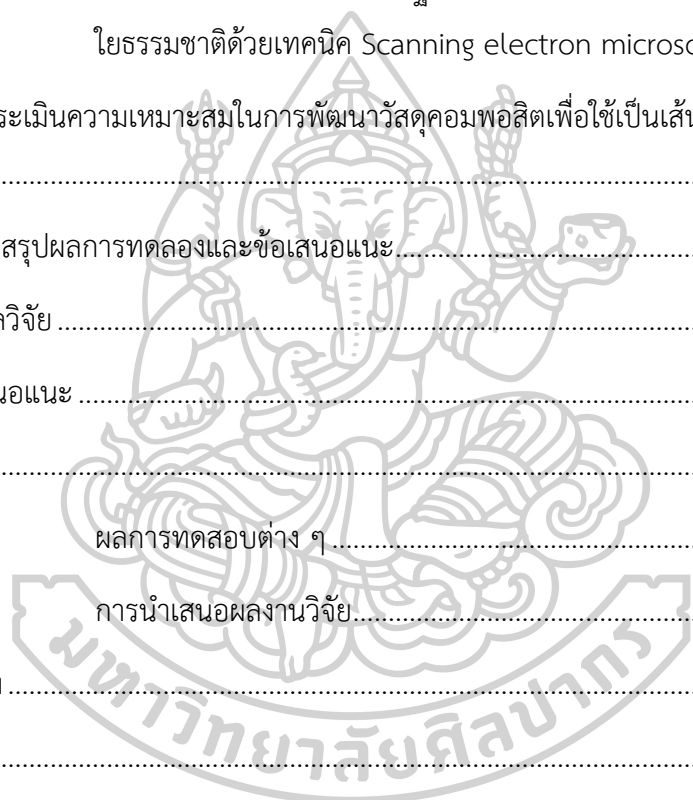 ใยธรรมชาติด้วยเทคนิค Scanning electron
ระเมินความเหมาะสมในการพัฒนาวัสดุคอมพอสิตเพื่อใช้เป็นเส้น
................................................................
สรุปผลการทดลองและข้อเสนอแนะ................................
วิจัย ................................................................
นอแนะ ................................................................
................................................................
ผลการทดสอบต่าง ๆ ................................
การนำเสนอผลงานวิจัย................................
................................................................
................................................................
มหาวิทยาลัยศิลปากร